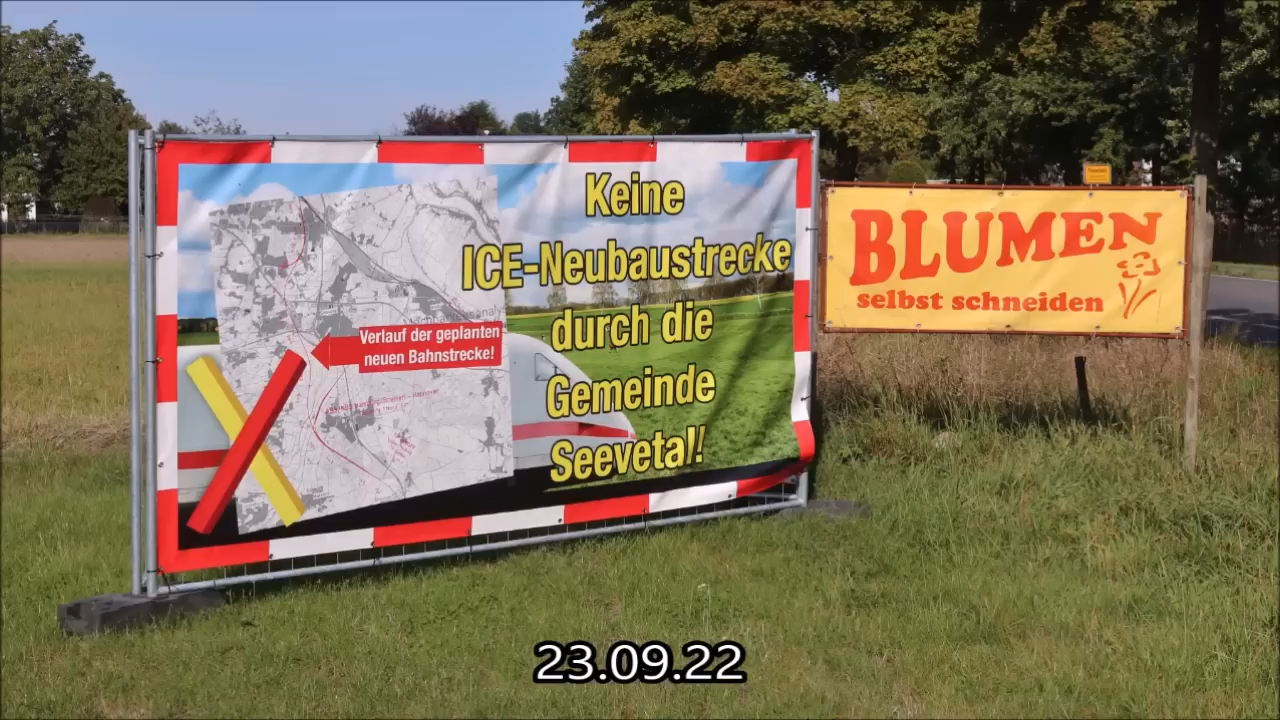 Keine
ICE-Neubaustrecke
durch die
Gemeinde
Seevetal!
Verlauf der geplanten
neuen Bahnstrecke!
BLUMEN
selbst schneiden
23.09.22